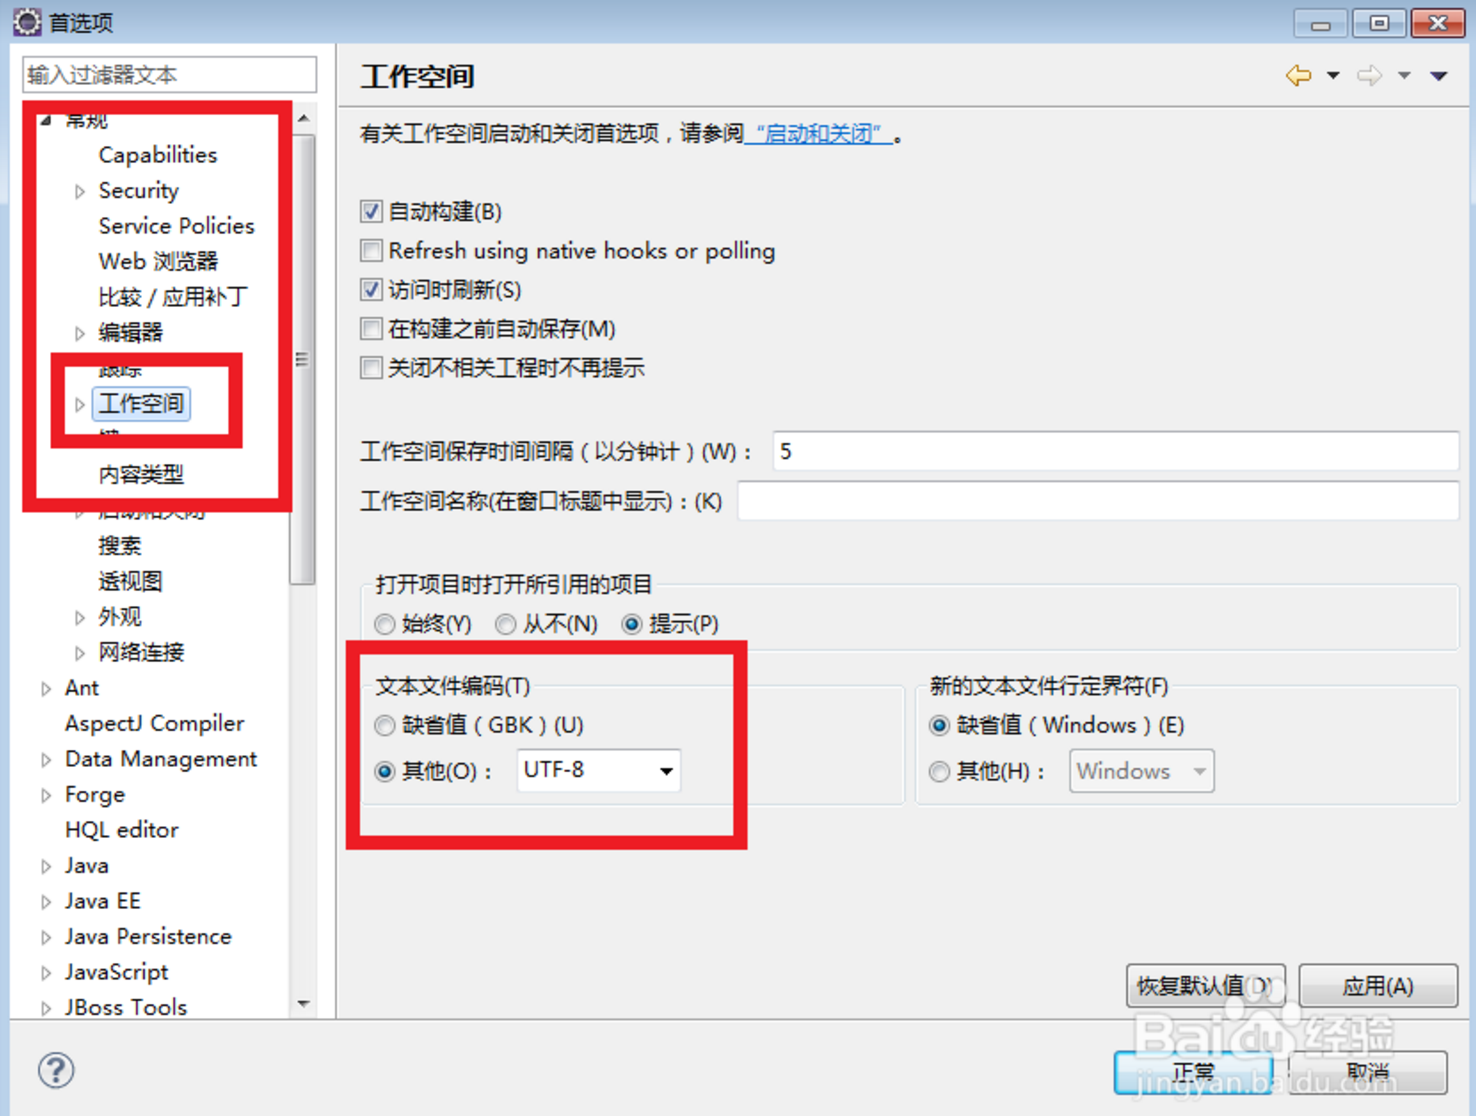 首选项
输入过滤器文本
常规
Capabilities
Security
Service Policies
Web 浏览器
比较 / 应用补丁
编辑器
跟踪
工作空间
键
内容类型
启动和关闭
搜索
透视图
外观
网络连接
Ant
AspectJ Compiler
Data Management
Forge
HQL editor
Java
Java EE
Java Persistence
JavaScript
JBoss Tools
工作空间
有关工作空间启动和关闭首选项，请参阅“启动和关闭”。
自动构建(B)
Refresh using native hooks or polling
访问时刷新(S)
在构建之前自动保存(M)
关闭不相关工程时不再提示
工作空间保存时间间隔（以分钟计）(W)： 5
工作空间名称(在窗口标题中显示)：(K)
打开项目时打开所引用的项目
始终(Y) 从不(N) 提示(P)
文本文件编码(T)
缺省值（GBK）(U)
其他(O)： UTF-8
新的文本文件行定界符(F)
缺省值（Windows）(E)
其他(H)： Windows
恢复默认值(D) 应用(A)
正常 取消
Baidu 经验
jingyan.baidu.com